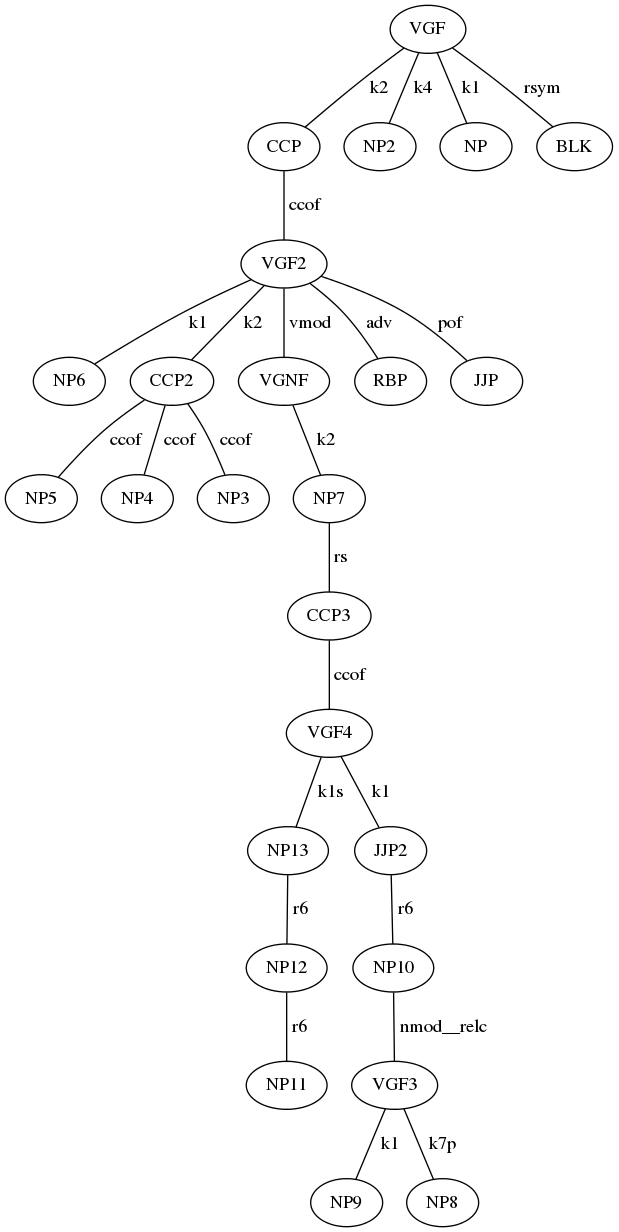 VGF
k2 k4 k1 rsym
CCP NP2 NP BLK
ccof
VGF2
k1 k2 vmod adv pof
NP6 CCP2 VGNF RBP JJP
ccof ccof ccof k2
NP5 NP4 NP3 NP7
rs
CCP3
ccof
VGF4
k1s k1
NP13 JJP2
r6 r6
NP12 NP10
r6 nmod__relc
NP11 VGF3
k1 k7p
NP9 NP8